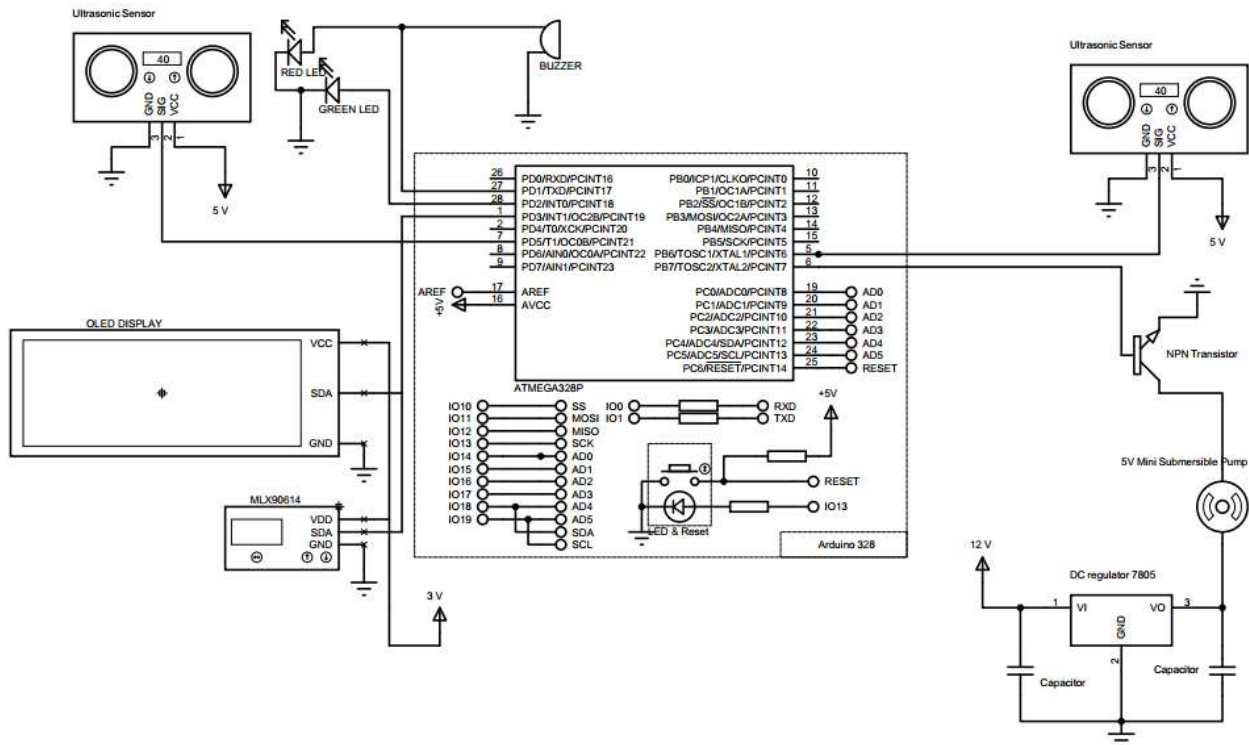 Ultrasonic Sensor
40
GND
SIG
VCC
3
2
1
5 V
RED LED
GREEN LED
BUZZER
Ultrasonic Sensor
40
GND
SIG
VCC
3
2
1
5 V
26 PD0/RXD/PCINT16
27 PD1/TXD/PCINT17
28 PD2/INT0/PCINT18
1 PD3/INT1/OC2B/PCINT19
2 PD4/T0/XCK/PCINT20
7 PD5/T1/OC0B/PCINT21
8 PD6/AIN0/OC0A/PCINT22
9 PD7/AIN1/PCINT23
AREF 17 AREF
+5V 16 AVCC
PB0/ICP1/CLKO/PCINT0 10
PB1/OC1A/PCINT1 11
PB2/SS/OC1B/PCINT2 12
PB3/MOSI/OC2A/PCINT3 13
PB4/MISO/PCINT4 14
PB5/SCK/PCINT5 15
PB6/TOSC1/XTAL1/PCINT6 5
PB7/TOSC2/XTAL2/PCINT7 6
PC0/ADC0/PCINT8 19 AD0
PC1/ADC1/PCINT9 20 AD1
PC2/ADC2/PCINT10 21 AD2
PC3/ADC3/PCINT11 22 AD3
PC4/ADC4/SDA/PCINT12 23 AD4
PC5/ADC5/SCL/PCINT13 24 AD5
PC6/RESET/PCINT14 25 RESET
ATMEGA328P
OLED DISPLAY
VCC
SDA
GND
MLX90614
VDD
SDA
GND
3 V
IO10 SS
IO11 MOSI
IO12 MISO
IO13 SCK
IO14 AD0
IO15 AD1
IO16 AD2
IO17 AD3
IO18 AD4
IO19 AD5
SDA
SCL
IO0 RXD
IO1 TXD
+5V
RESET
IO13
LED & Reset
Arduino 328
NPN Transistor
5V Mini Submersible Pump
12 V
DC regulator 7805
1 VI
VO 3
GND
2
Capacitor
Capacitor